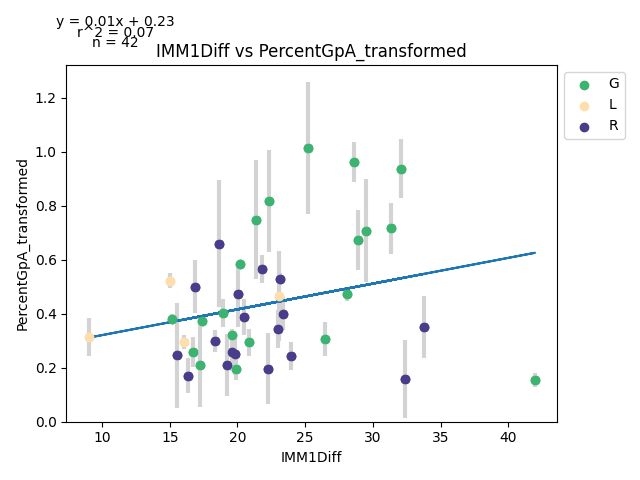 y = 0.01x + 0.23
r^2 = 0.07
n = 42
IMM1Diff vs PercentGpA_transformed
G
L
R
PercentGpA_transformed
1.2
1.0
0.8
0.6
0.4
0.2
0.0
10 15 20 25 30 35 40
IMM1Diff